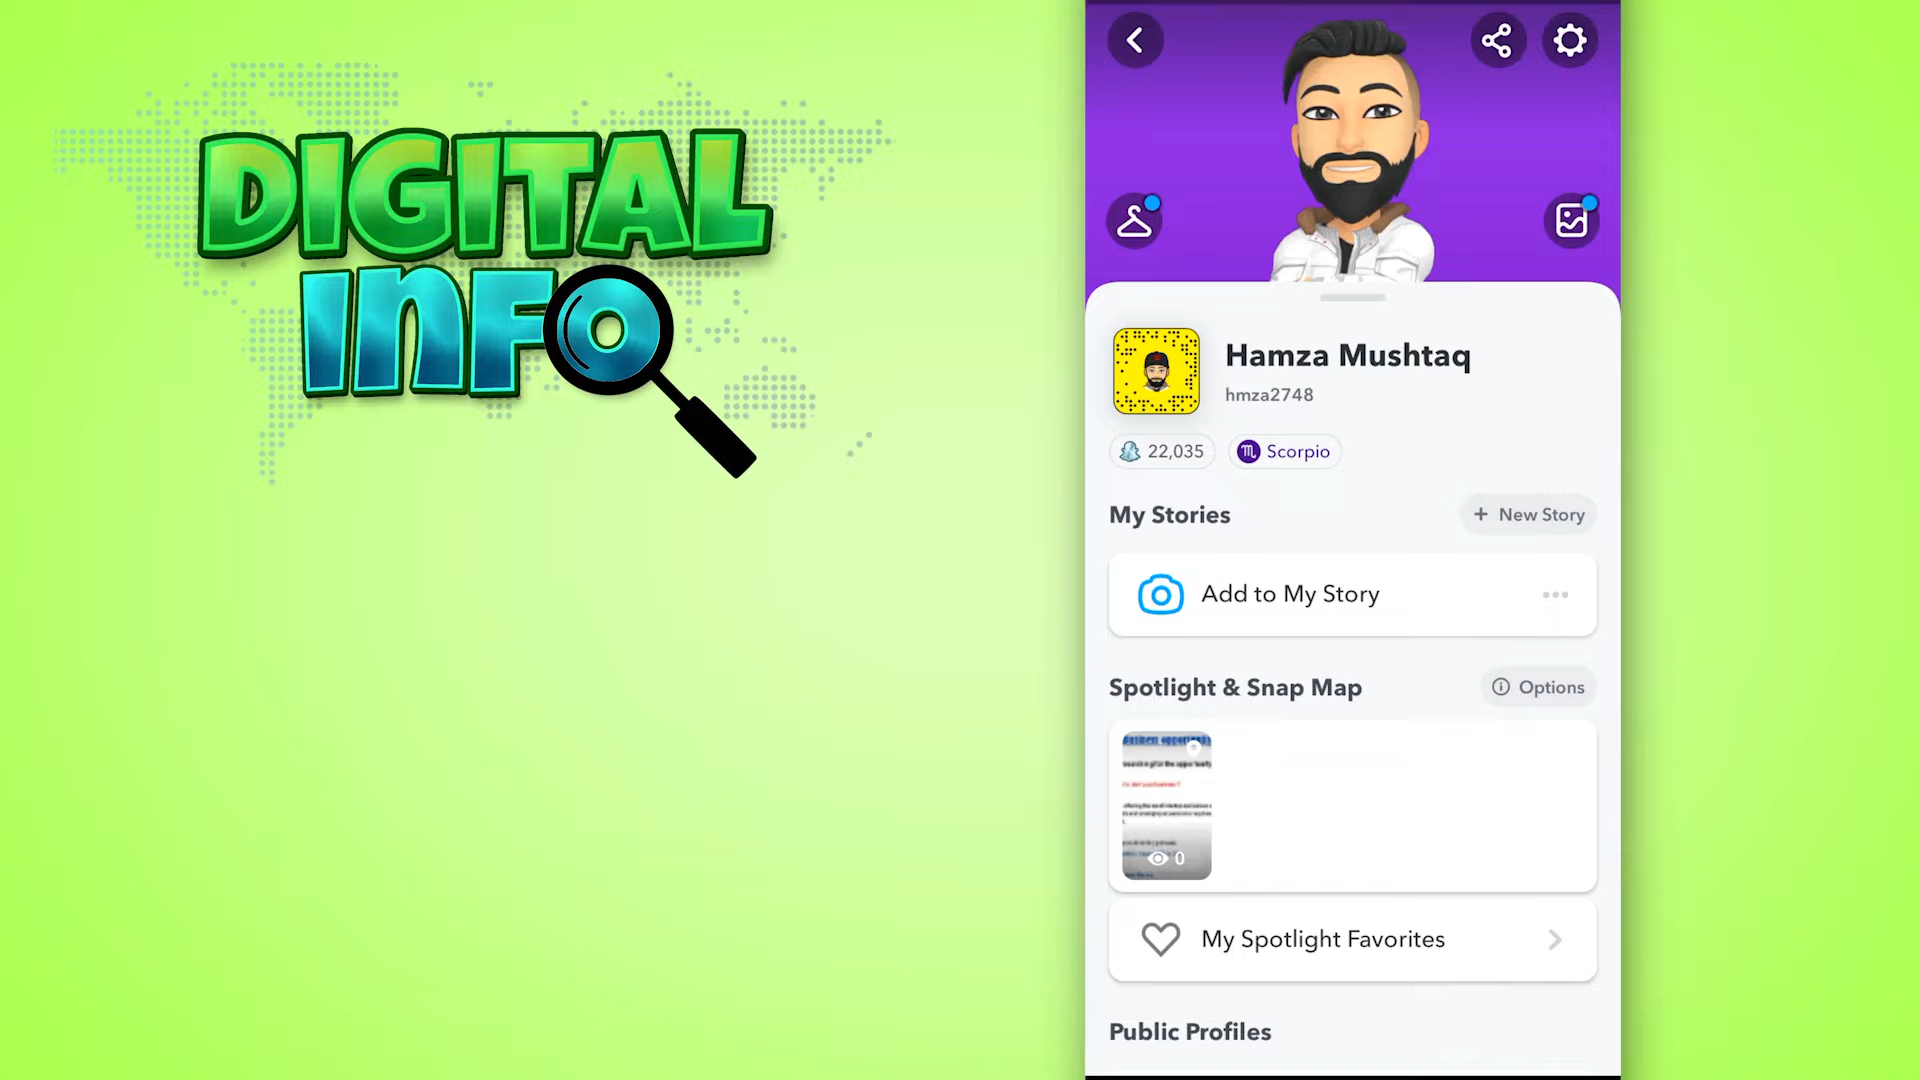 DIGITAL
INFO
Hamza Mushtaq
hmza2748
22,035
Scorpio
My Stories
+ New Story
Add to My Story
Spotlight & Snap Map
Options
0
My Spotlight Favorites
Public Profiles